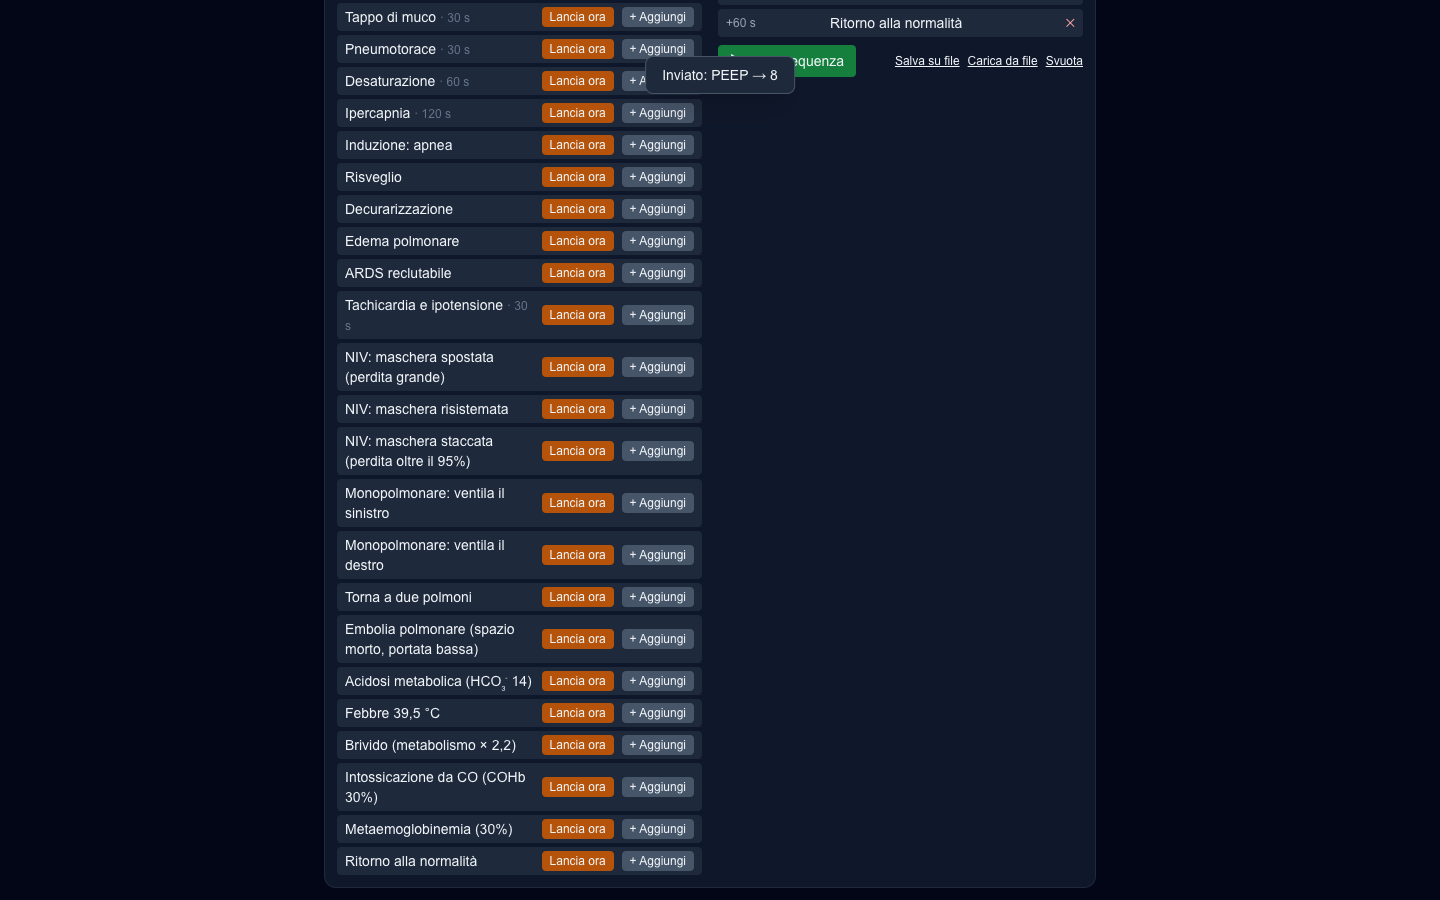 Tappo di muco · 30 s Lancia ora + Aggiungi
Pneumotorace · 30 s Lancia ora + Aggiungi
Desaturazione · 60 s Lancia ora
Ipercapnia · 120 s Lancia ora + Aggiungi
Induzione: apnea Lancia ora + Aggiungi
Risveglio Lancia ora + Aggiungi
Decurarizzazione Lancia ora + Aggiungi
Edema polmonare Lancia ora + Aggiungi
ARDS reclutabile Lancia ora + Aggiungi
Tachicardia e ipotensione · 30
s
Lancia ora + Aggiungi
NIV: maschera spostata
(perdita grande)
Lancia ora + Aggiungi
NIV: maschera risistemata Lancia ora + Aggiungi
NIV: maschera staccata
(perdita oltre il 95%)
Lancia ora + Aggiungi
Monopolmonare: ventila il
sinistro
Lancia ora + Aggiungi
Monopolmonare: ventila il
destro
Lancia ora + Aggiungi
Torna a due polmoni Lancia ora + Aggiungi
Embolia polmonare (spazio
morto, portata bassa)
Lancia ora + Aggiungi
Acidosi metabolica (HCO₃⁻ 14) Lancia ora + Aggiungi
Febbre 39,5 °C Lancia ora + Aggiungi
Brivido (metabolismo × 2,2) Lancia ora + Aggiungi
Intossicazione da CO (COHb
30%)
Lancia ora + Aggiungi
Metaemoglobinemia (30%) Lancia ora + Aggiungi
Ritorno alla normalità Lancia ora + Aggiungi
+60 s Ritorno alla normalità ×
Salva su file Carica da file Svuota
Inviato: PEEP → 8